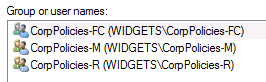 Group or user names:
CorpPolicies-FC (WIDGETS\CorpPolicies-FC)
CorpPolicies-M (WIDGETS\CorpPolicies-M)
CorpPolicies-R (WIDGETS\CorpPolicies-R)